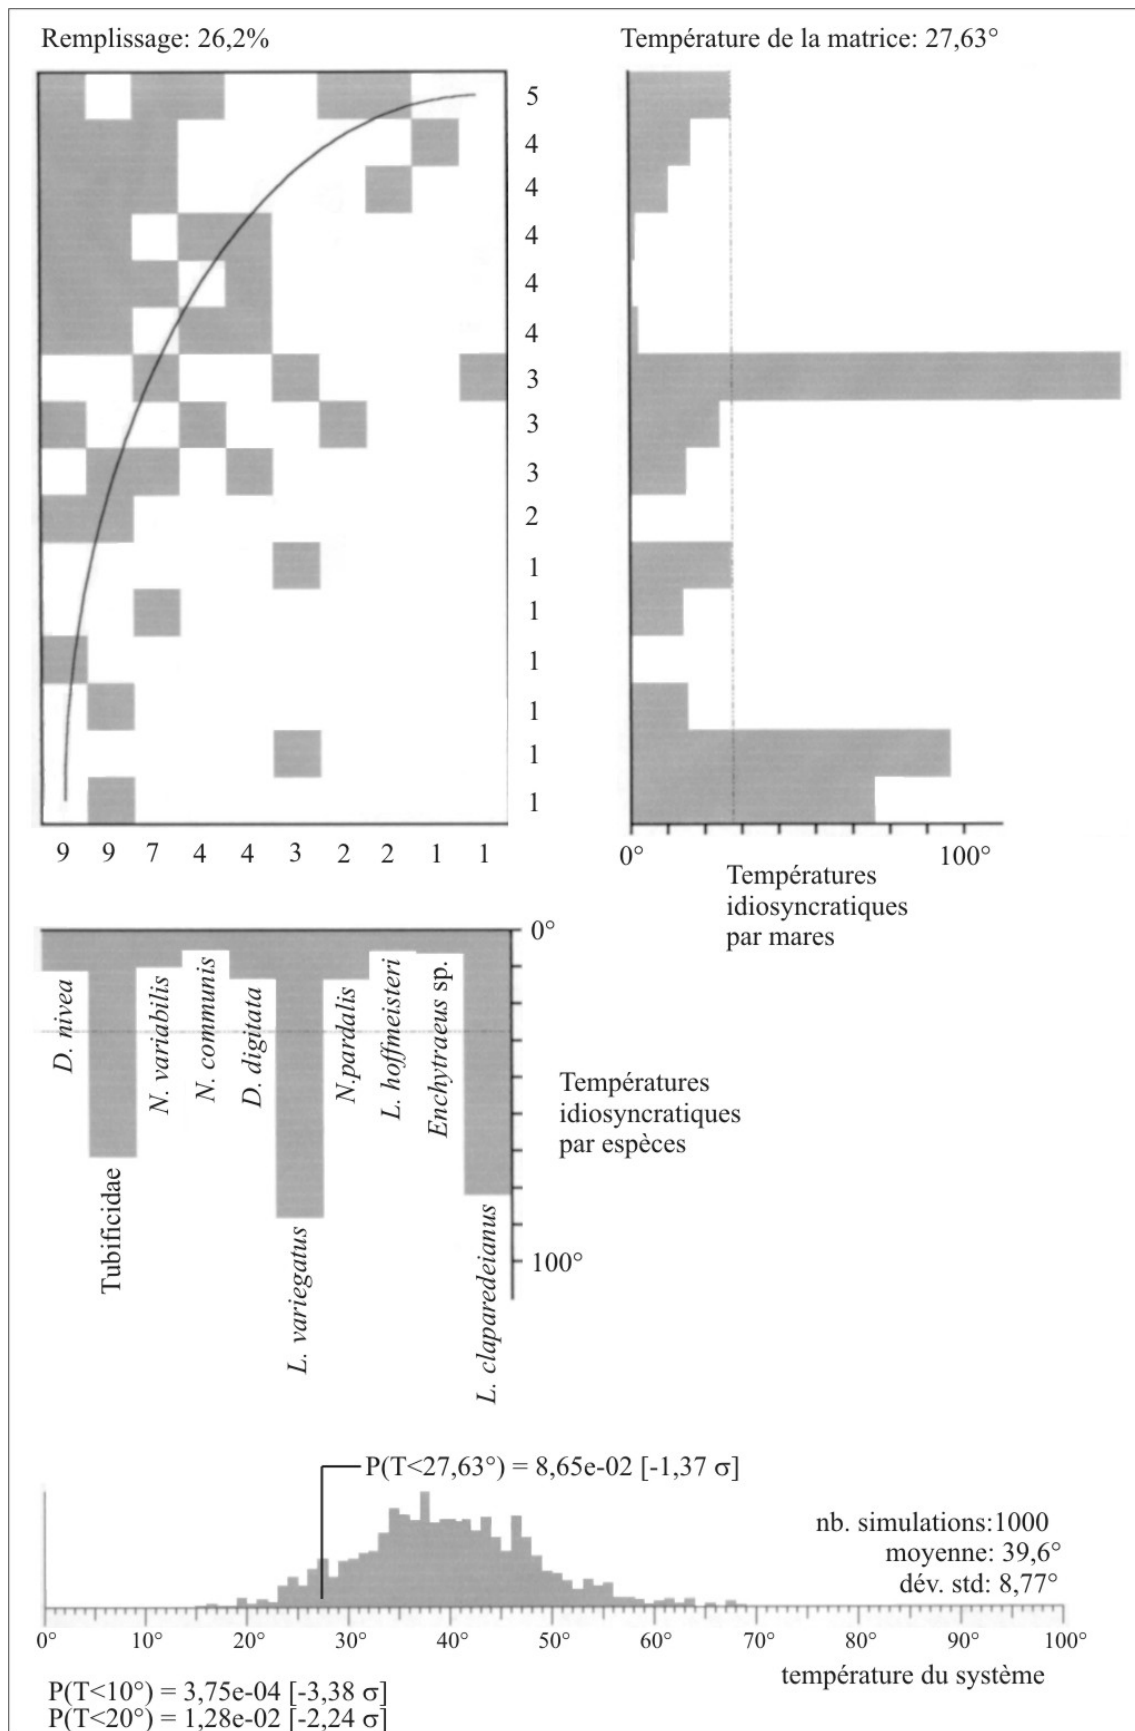 Remplissage: 26,2%
Température de la matrice: 27,63°
5
4
4
4
4
4
3
3
3
2
1
1
1
1
1
1
9 9 7 4 4 3 2 2 1 1
0° 100°
Températures
idiosyncratiques
par mares
0°
D. nivea
Tubificidae
N. variabilis
N. communis
D. digitata
L. variegatus
N.pardalis
L. hoffmeisteri
Enchytraeus sp.
L. claparedeianus
Températures
idiosyncratiques
par espèces
100°
P(T<27,63°) = 8,65e-02 [-1,37 σ]
nb. simulations:1000
moyenne: 39,6°
dév. std: 8,77°
0° 10° 20° 30° 40° 50° 60° 70° 80° 90° 100°
température du système
P(T<10°) = 3,75e-04 [-3,38 σ]
P(T<20°) = 1,28e-02 [-2,24 σ]